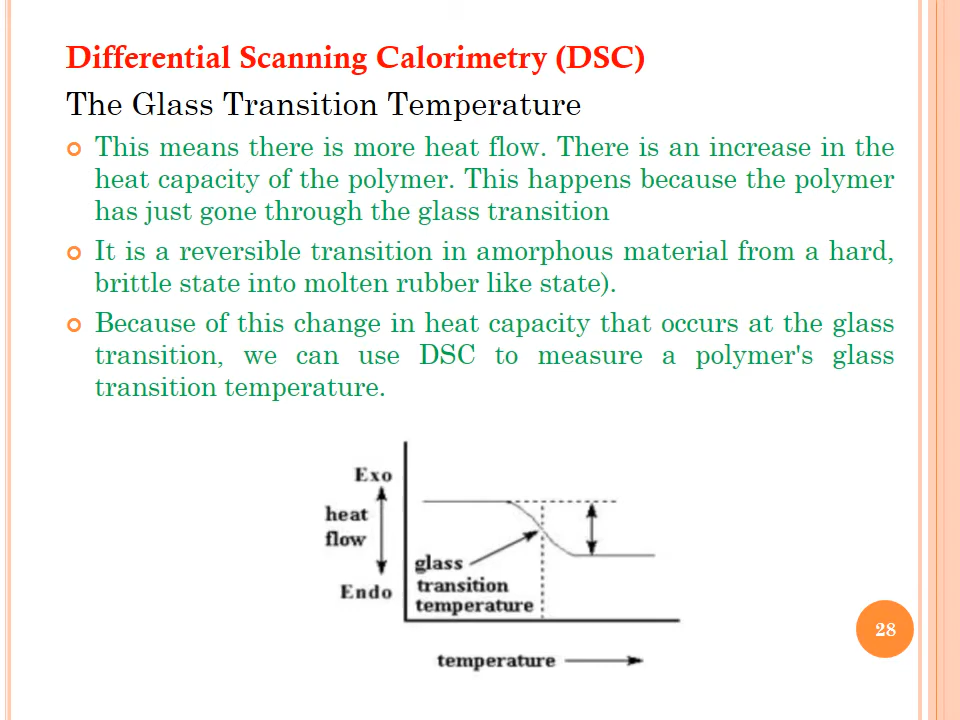 Differential Scanning Calorimetry (DSC)
The Glass Transition Temperature
This means there is more heat flow. There is an increase in the
heat capacity of the polymer. This happens because the polymer
has just gone through the glass transition
It is a reversible transition in amorphous material from a hard,
brittle state into molten rubber like state).
Because of this change in heat capacity that occurs at the glass
transition, we can use DSC to measure a polymer's glass
transition temperature.
Exo
heat
flow
Endo
glass
transition
temperature
temperature
28